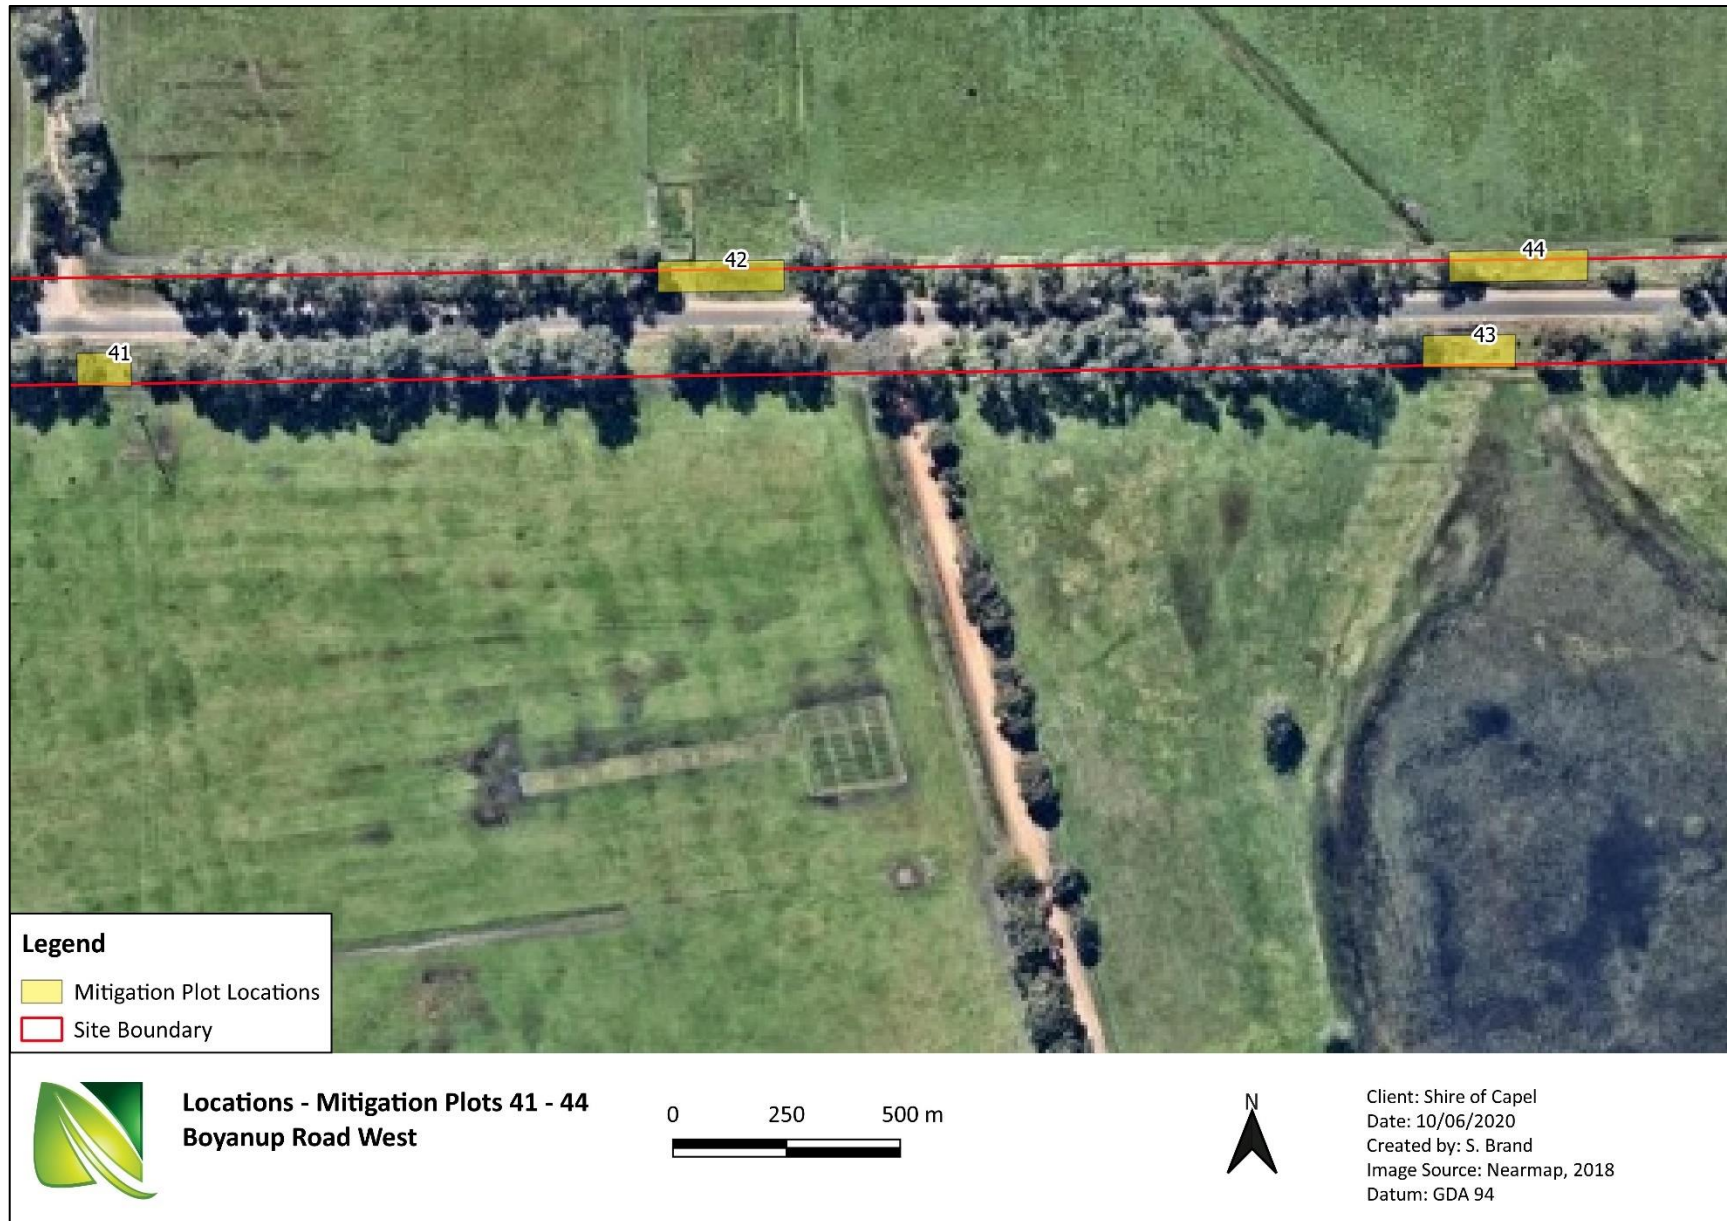 42
44
41
43
Legend
Mitigation Plot Locations
Site Boundary
Locations - Mitigation Plots 41 - 44
Boyanup Road West
0 250 500 m
N
Client: Shire of Capel
Date: 10/06/2020
Created by: S. Brand
Image Source: Nearmap, 2018
Datum: GDA 94